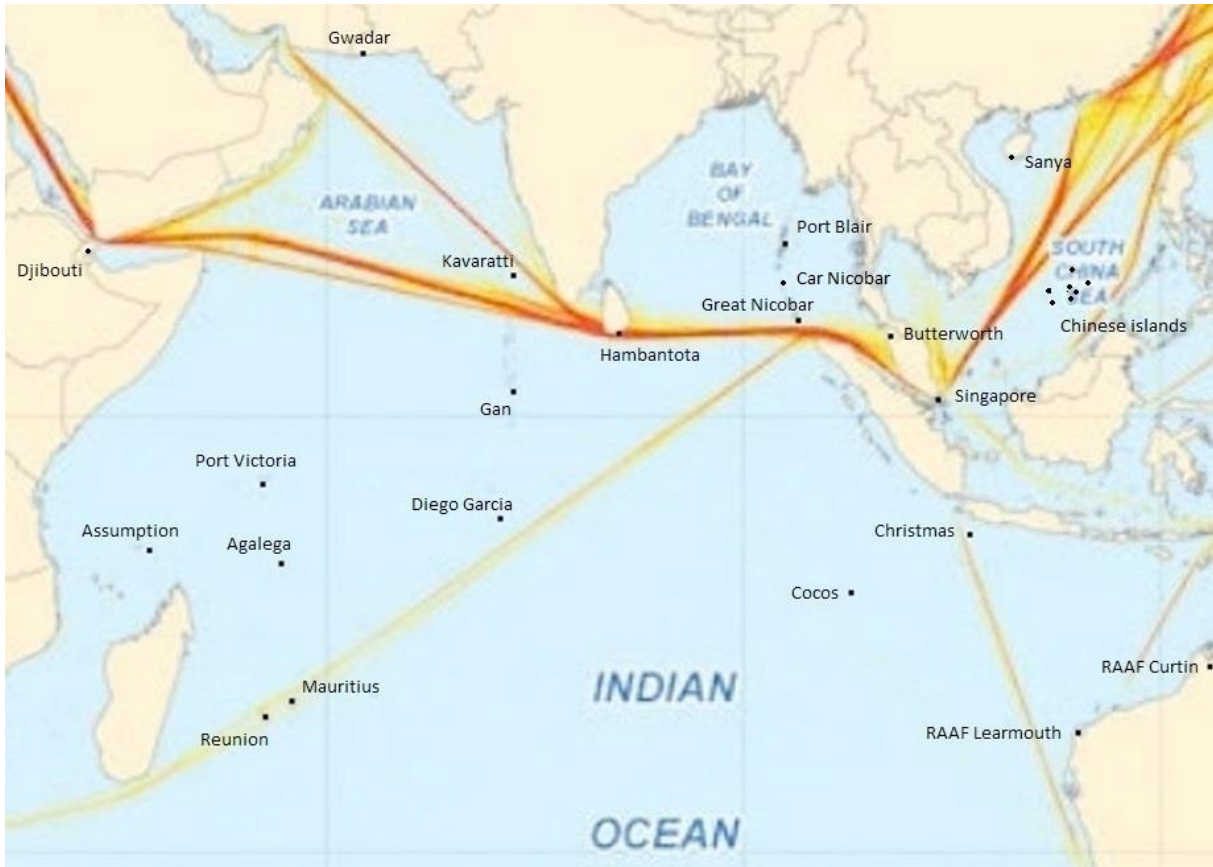 Gwadar
Sanya
BAY
OF
BENGAL
ARABIAN
SEA
Port Blair
SOUTH
CHINA
SEA
Djibouti
Kavaratti
Car Nicobar
Great Nicobar
Chinese islands
Butterworth
Hambantota
Singapore
Gan
Port Victoria
Diego Garcia
Assumption
Agalega
Christmas
Cocos
RAAF Curtin
INDIAN
Mauritius
Reunion
RAAF Learmouth
OCEAN